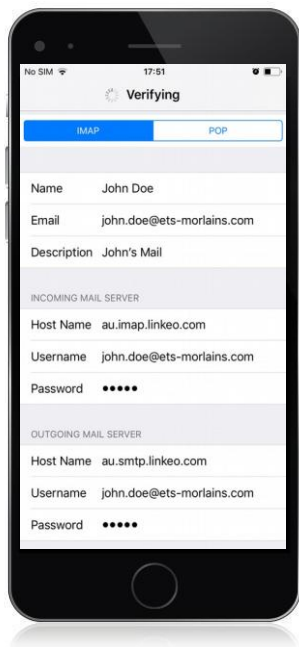 No SIM 17:51
Verifying
IMAP POP
Name John Doe
Email john.doe@ets-morlains.com
Description John's Mail
INCOMING MAIL SERVER
Host Name au.imap.linkeo.com
Username john.doe@ets-morlains.com
Password •••••
OUTGOING MAIL SERVER
Host Name au.smtp.linkeo.com
Username john.doe@ets-morlains.com
Password •••••